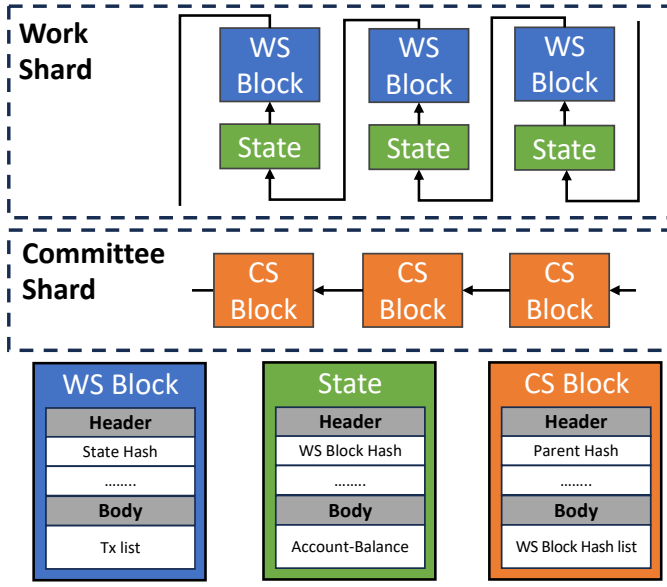 Work
Shard
WS
Block
WS
Block
WS
Block
State
State
State
Committee
Shard
CS
Block
CS
Block
CS
Block
WS Block
Header
State Hash
........
Body
Tx list
State
Header
WS Block Hash
........
Body
Account-Balance
CS Block
Header
Parent Hash
........
Body
WS Block Hash list